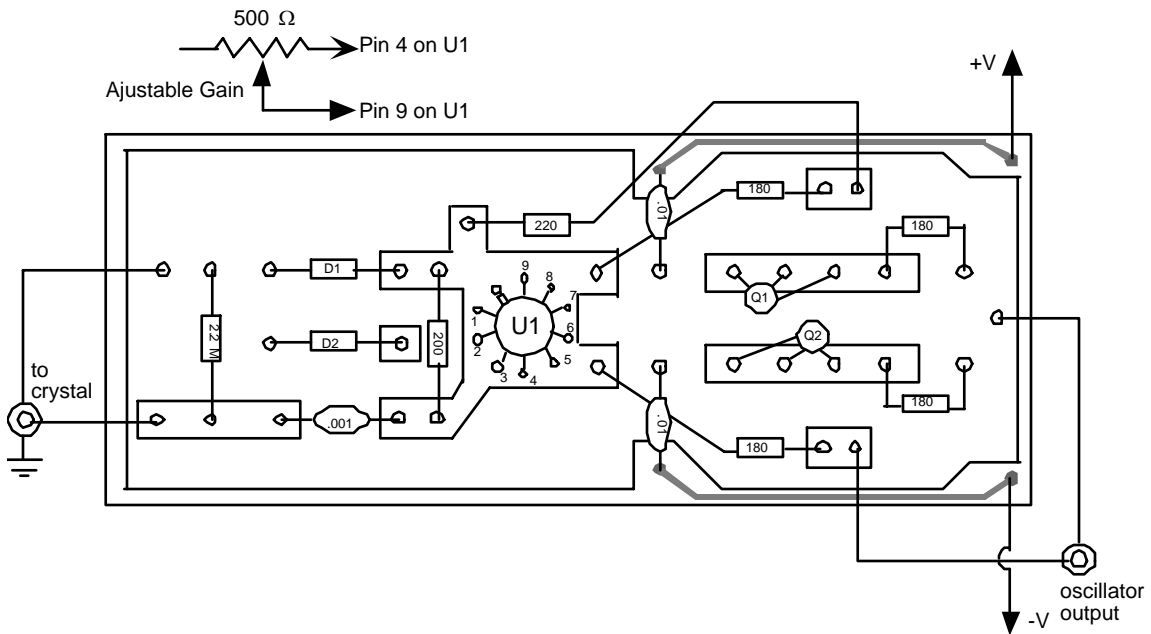 500 Ω
Pin 4 on U1
Ajustable Gain
Pin 9 on U1
+V
180
.01
220
180
D1
9
8
Q1
7
1
U1
6
2.2 M
D2
200
2
Q2
3
4
5
to
crystal
.001
.01
180
180
oscillator
output
-V